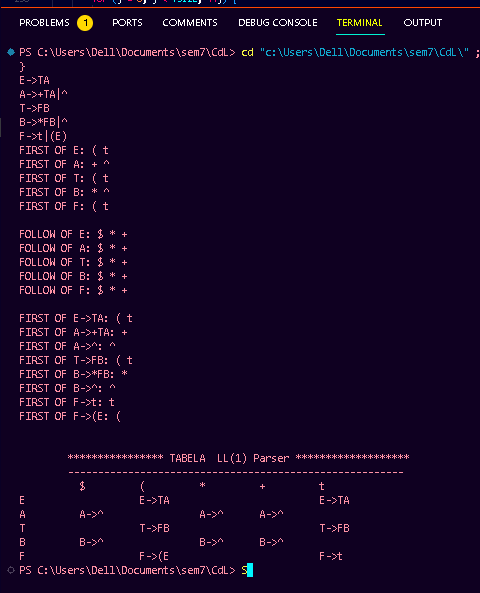 PROBLEMS 1 PORTS COMMENTS DEBUG CONSOLE TERMINAL OUTPUT
PS C:\Users\Dell\Documents\sem7\CdL> cd "c:\Users\Dell\Documents\sem7\CdL\" ;
}
E->TA
A->+TA|^
T->FB
B->*FB|^
F->t|(E)
FIRST OF E: ( t
FIRST OF A: + ^
FIRST OF T: ( t
FIRST OF B: * ^
FIRST OF F: ( t
FOLLOW OF E: $ * +
FOLLOW OF A: $ * +
FOLLOW OF T: $ * +
FOLLOW OF B: $ * +
FOLLOW OF F: $ * +
FIRST OF E->TA: ( t
FIRST OF A->+TA: +
FIRST OF A->^: ^
FIRST OF T->FB: ( t
FIRST OF B->*FB: *
FIRST OF B->^: ^
FIRST OF F->t: t
FIRST OF F->(E: (
**************** TABELA LL(1) Parser *******************
--------------------------------------------------------
$ ( * + t
E E->TA E->TA
A A->^ A->^ A->^
T T->FB T->FB
B B->^ B->^ B->^
F F->(E F->t
PS C:\Users\Dell\Documents\sem7\CdL> S